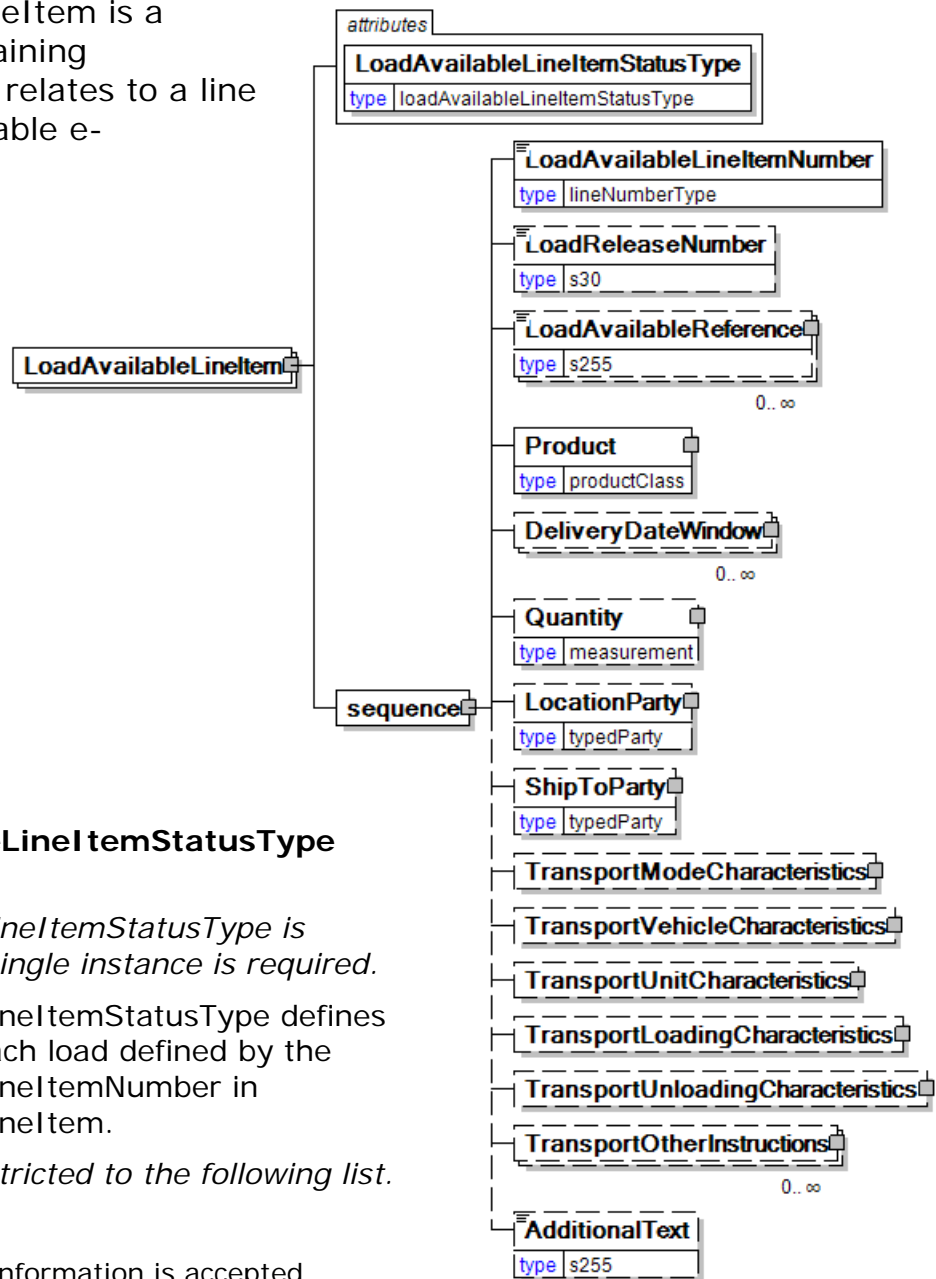 eItem is a
aining
relates to a line
able e-
attributes
LoadAvailableLineItemStatusType
type loadAvailableLineItemStatusType
LoadAvailableLineItemNumber
type lineNumberType
LoadReleaseNumber
type s30
LoadAvailableReference
type s255
0.. ∞
LoadAvailableLineItem
Product
type productClass
DeliveryDateWindow
0.. ∞
Quantity
type measurement
sequence
LocationParty
type typedParty
ShipToParty
type typedParty
TransportModeCharacteristics
TransportVehicleCharacteristics
TransportUnitCharacteristics
TransportLoadingCharacteristics
TransportUnloadingCharacteristics
TransportOtherInstructions
0.. ∞
AdditionalText
type s255
LineItemStatusType
ineItemStatusType is
ingle instance is required.
neItemStatusType defines
ach load defined by the
neItemNumber in
neItem.
tricted to the following list.
nformation is accepted